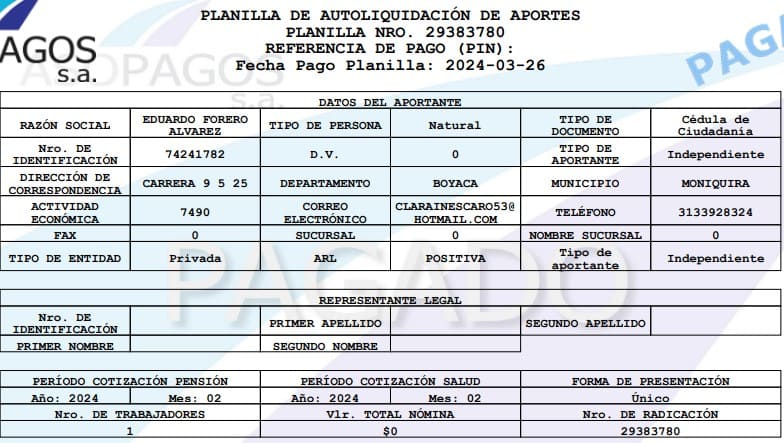 PLANILLA DE AUTOLIQUIDACIÓN DE APORTES
PLANILLA NRO. 29383780
REFERENCIA DE PAGO (PIN):
Fecha Pago Planilla: 2024-03-26
PAGOS
s.a.
PAGOS
s.a.
PAG
DATOS DEL APORTANTE
RAZÓN SOCIAL EDUARDO FORERO ALVAREZ TIPO DE PERSONA Natural TIPO DE DOCUMENTO Cédula de Ciudadanía
Nro. DE IDENTIFICACIÓN 74241782 D.V. 0 TIPO DE APORTANTE Independiente
DIRECCIÓN DE CORRESPONDENCIA CARRERA 9 5 25 DEPARTAMENTO BOYACA MUNICIPIO MONIQUIRA
ACTIVIDAD ECONÓMICA 7490 CORREO ELECTRÓNICO CLARAINESCARO53@HOTMAIL.COM TELÉFONO 3133928324
FAX 0 SUCURSAL 0 NOMBRE SUCURSAL 0
TIPO DE ENTIDAD Privada ARL POSITIVA Tipo de aportante Independiente
PAGADO
REPRESENTANTE LEGAL
Nro. DE IDENTIFICACIÓN PRIMER APELLIDO SEGUNDO APELLIDO
PRIMER NOMBRE SEGUNDO NOMBRE
PERÍODO COTIZACIÓN PENSIÓN PERÍODO COTIZACIÓN SALUD FORMA DE PRESENTACIÓN
Año: 2024 Mes: 02 Año: 2024 Mes: 02 Único
Nro. DE TRABAJADORES Vlr. TOTAL NÓMINA Nro. DE RADICACIÓN
1 $0 29383780